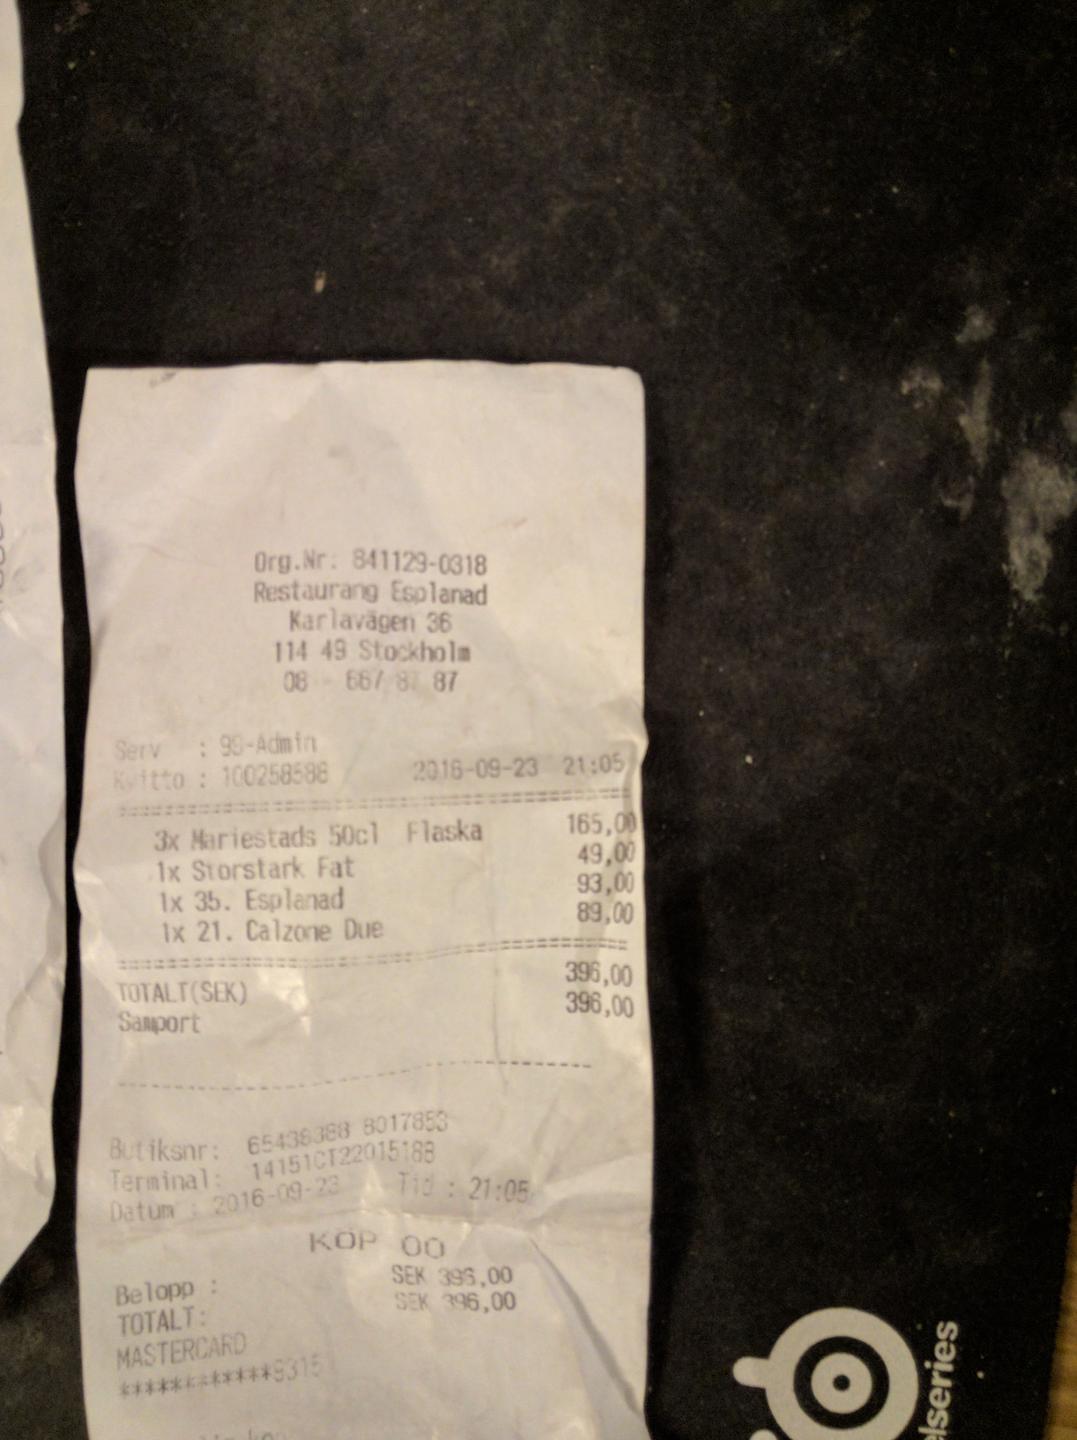 Org.Nr: 841129-0318
Restaurang Esplanad
Karlavägen 36
114 49 Stockholm
08 - 667 87 87
Serv : 99-Admin
Kvitto : 100258586 2016-09-23 21:05
3x Mariestads 50cl Flaska 165,00
1x Storstark Fat 49,00
1x 35. Esplanad 93,00
1x 21. Calzone Due 89,00
TOTALT(SEK) 396,00
Samport 396,00
Butiksnr: 65438388 8017853
Terminal: 14151CT22015188
Datum : 2016-09-23 Tid : 21:05
KÖP 00
Belopp : SEK 396,00
TOTALT: SEK 396,00
MASTERCARD
************9315
elseries